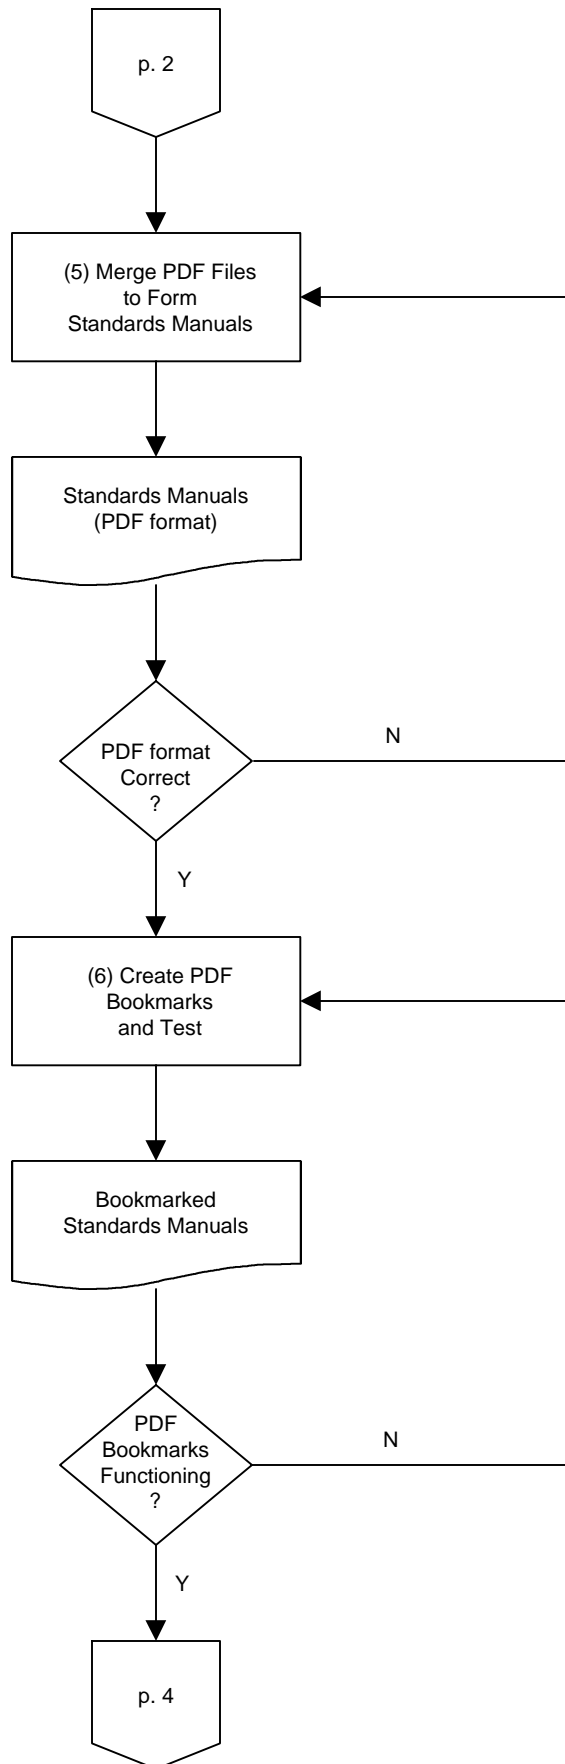 p. 2
(5) Merge PDF Files
to Form
Standards Manuals
Standards Manuals
(PDF format)
PDF format
Correct
?
N
Y
(6) Create PDF
Bookmarks
and Test
Bookmarked
Standards Manuals
PDF
Bookmarks
Functioning
?
N
Y
p. 4